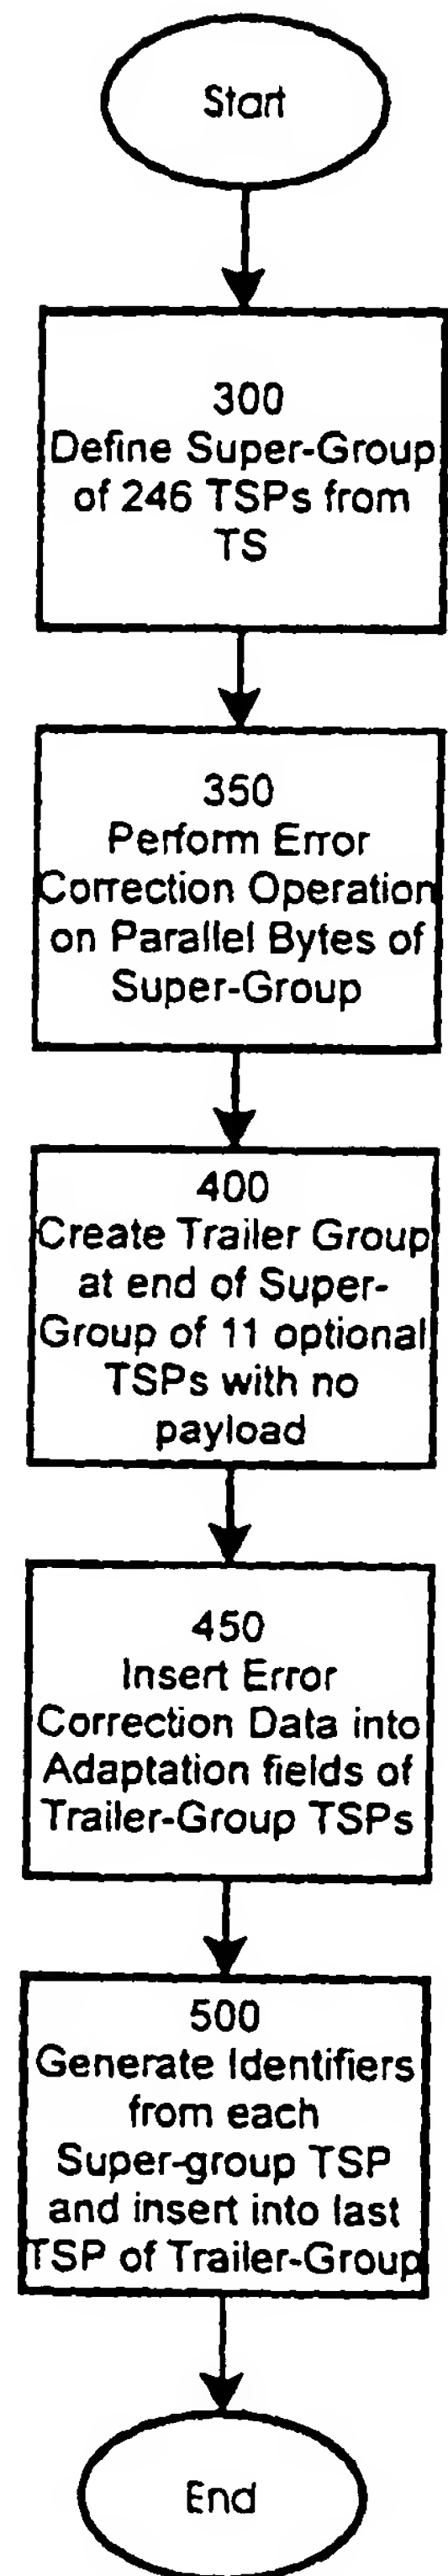 Start
300
Define Super-Group
of 246 TSPs from
TS
350
Perform Error
Correction Operation
on Parallel Bytes of
Super-Group
400
Create Trailer Group
at end of Super-
Group of 11 optional
TSPs with no
payload
450
Insert Error
Correction Data into
Adaptation fields of
Trailer-Group TSPs
500
Generate Identifiers
from each
Super-group TSP
and insert into last
TSP of Trailer-Group
End